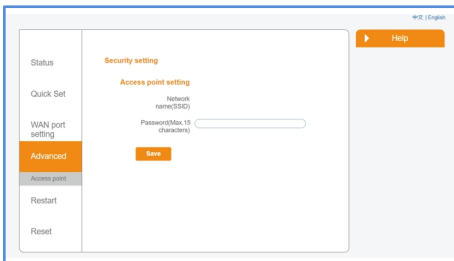 中文 | English
Help
Status
Quick Set
WAN port
setting
Advanced
Access point
Restart
Reset
Security setting
Access point setting
Network
name(SSID)
Password(Max,15
characters)
Save